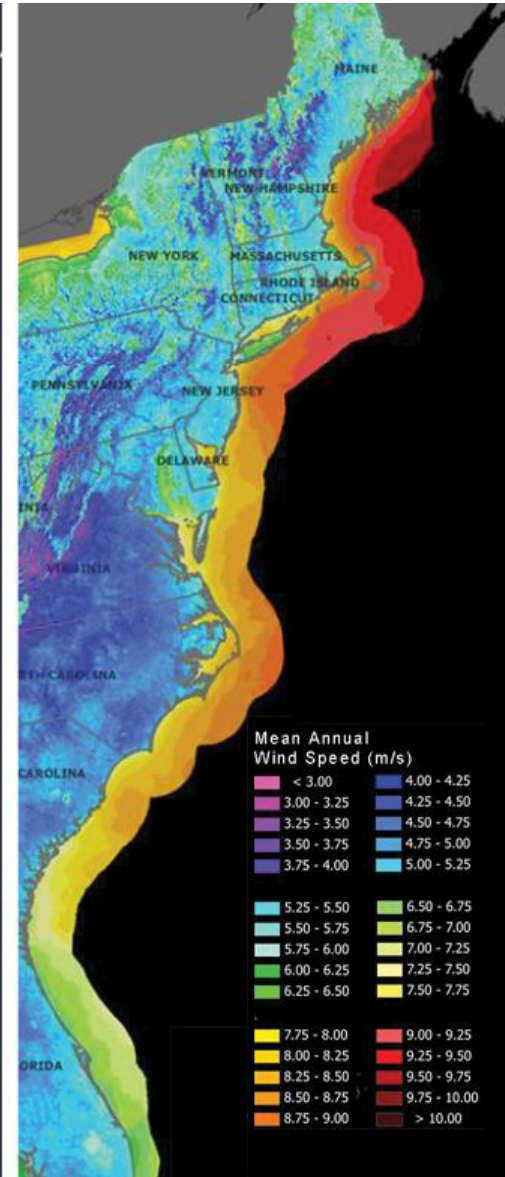 MAINE
VERMONT
NEW HAMPSHIRE
NEW YORK
MASSACHUSETTS
RHODE ISLAND
CONNECTICUT
PENNSYLVANIA
NEW JERSEY
DELAWARE
INIA
VIRGINIA
RTH CAROLINA
CAROLINA
ORIDA
Mean Annual
Wind Speed (m/s)
< 3.00
3.00 - 3.25
3.25 - 3.50
3.50 - 3.75
3.75 - 4.00
4.00 - 4.25
4.25 - 4.50
4.50 - 4.75
4.75 - 5.00
5.00 - 5.25
5.25 - 5.50
5.50 - 5.75
5.75 - 6.00
6.00 - 6.25
6.25 - 6.50
6.50 - 6.75
6.75 - 7.00
7.00 - 7.25
7.25 - 7.50
7.50 - 7.75
7.75 - 8.00
8.00 - 8.25
8.25 - 8.50
8.50 - 8.75
8.75 - 9.00
9.00 - 9.25
9.25 - 9.50
9.50 - 9.75
9.75 - 10.00
> 10.00